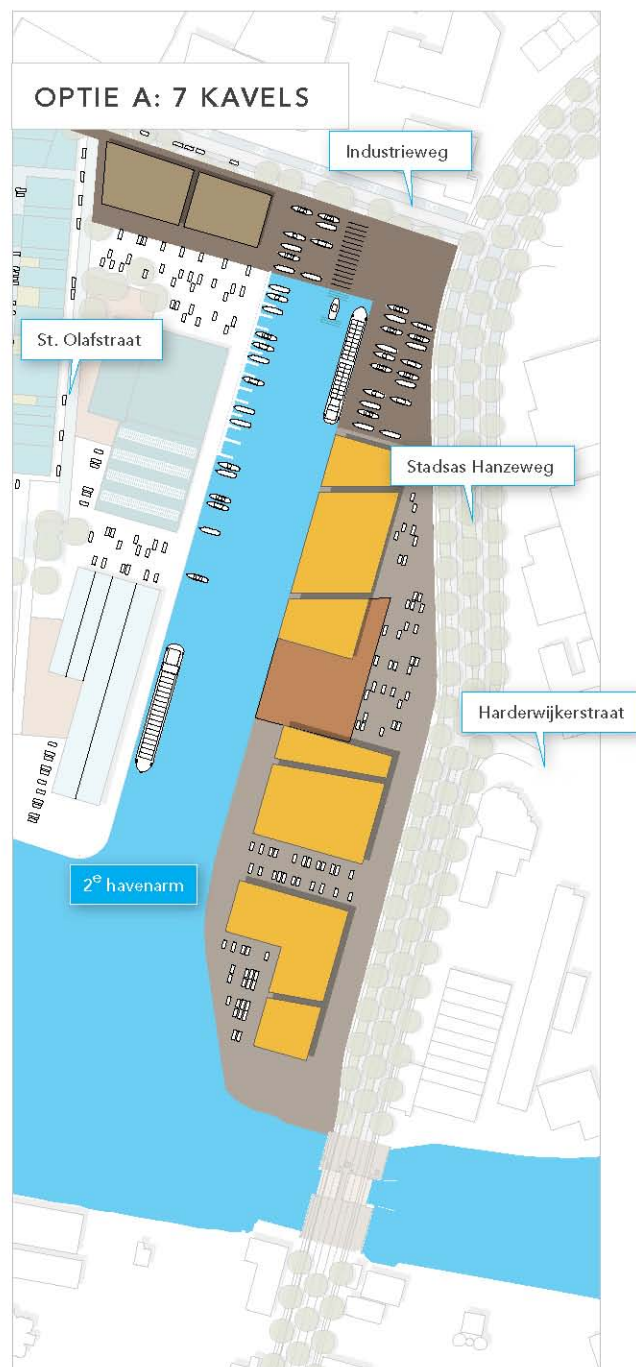 OPTIE A: 7 KAVELS
Industrieweg
St. Olafstraat
Stadsas Hanzeweg
Harderwijkerstraat
2e havenarm